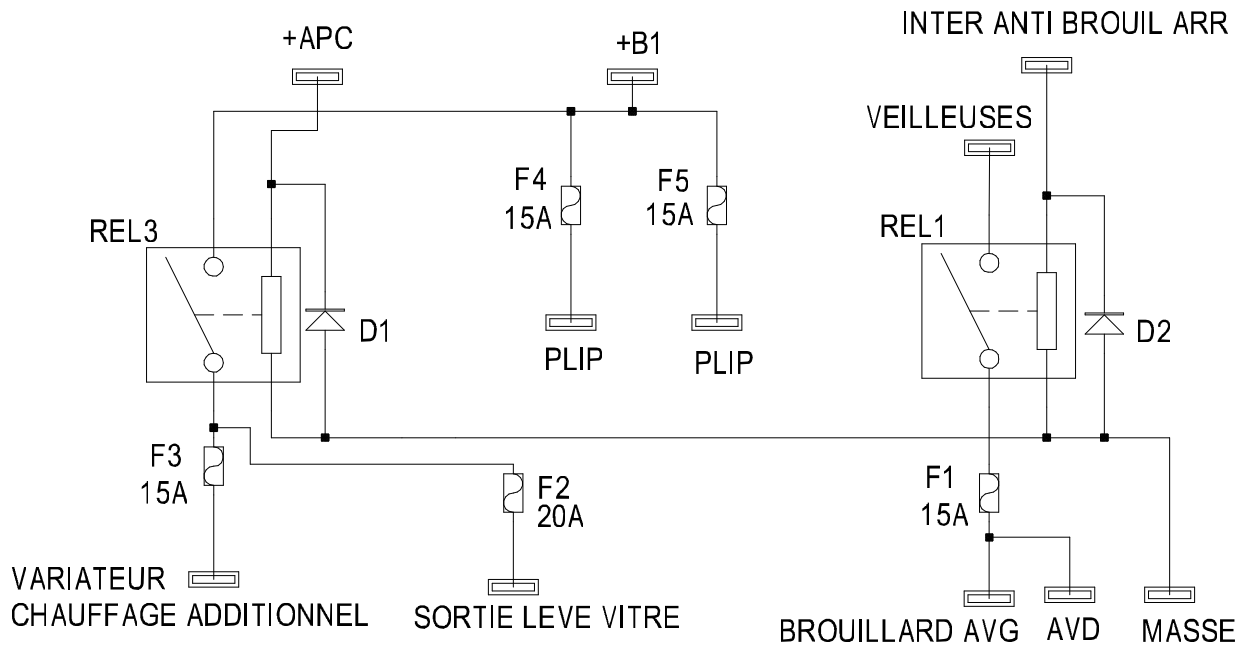 INTER ANTI BROUIL ARR
+APC
+B1
VEILLEUSES
F4
15A
F5
15A
REL3
REL1
D1
D2
PLIP
PLIP
F3
15A
F2
20A
F1
15A
VARIATEUR
CHAUFFAGE ADDITIONNEL
SORTIE LEVE VITRE
BROUILLARD AVG
AVD
MASSE